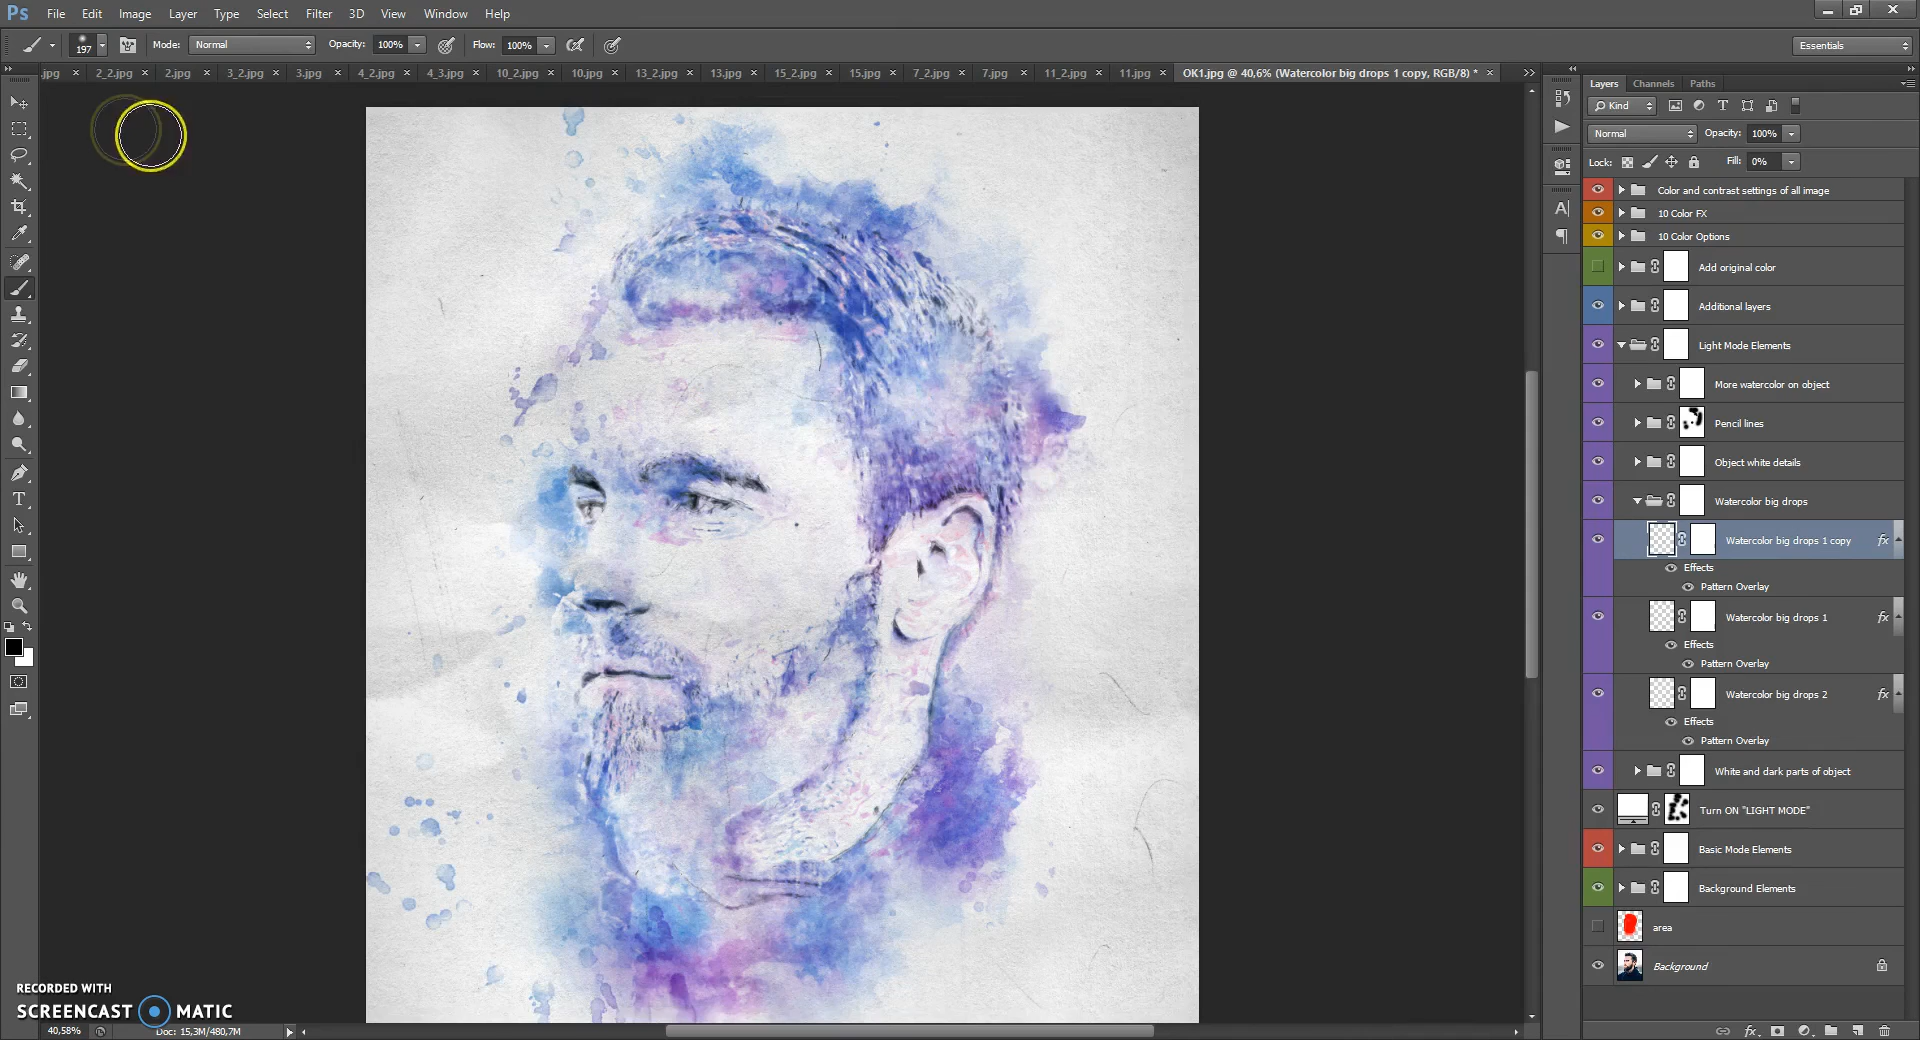 Ps File Edit Image Layer Type Select Filter 3D View Window Help
197 Mode: Normal Opacity: 100% Flow: 100% Essentials
.jpg × 2_2.jpg × 2.jpg × 3_2.jpg × 3.jpg × 4_2.jpg × 4_3.jpg × 10_2.jpg × 10.jpg × 13_2.jpg × 13.jpg × 15_2.jpg × 15.jpg × 7_2.jpg × 7.jpg × 11_2.jpg × 11.jpg × OK1.jpg @ 40,6% (Watercolor big drops 1 copy, RGB/8) * ×
Layers Channels Paths
Kind
Normal Opacity: 100%
Lock: Fill: 0%
Color and contrast settings of all image
10 Color FX
10 Color Options
Add original color
Additional layers
Light Mode Elements
More watercolor on object
Pencil lines
Object white details
Watercolor big drops
Watercolor big drops 1 copy fx
Effects
Pattern Overlay
Watercolor big drops 1 fx
Effects
Pattern Overlay
Watercolor big drops 2 fx
Effects
Pattern Overlay
White and dark parts of object
Turn ON "LIGHT MODE"
Basic Mode Elements
Background Elements
area
Background
RECORDED WITH
SCREENCAST MATIC
40,58% Doc: 15,3M/480,7M